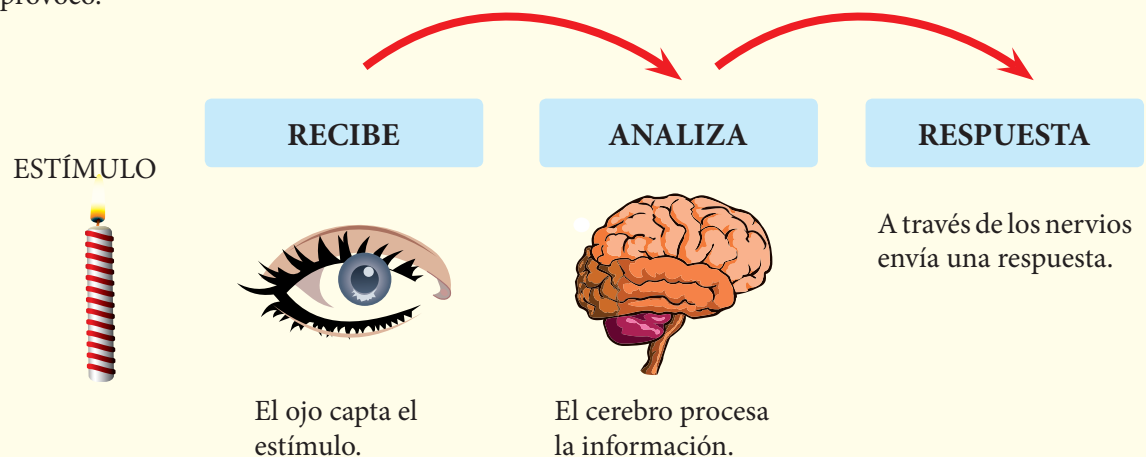 provocó.
RECIBE
ANALIZA
RESPUESTA
ESTÍMULO
A través de los nervios
envía una respuesta.
El ojo capta el
estímulo.
El cerebro procesa
la información.